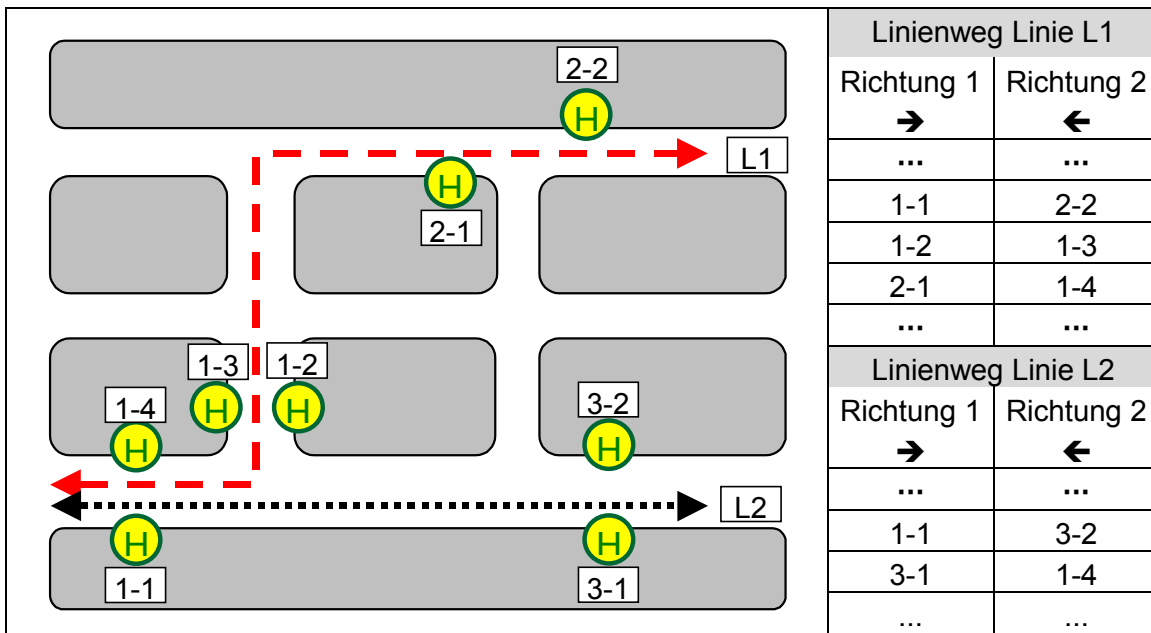 2-2
H
L1
H
2-1
1-3
1-2
H
H
1-4
H
3-2
H
L2
H
1-1
H
3-1
Linienweg Linie L1
Richtung 1 Richtung 2
➔ 🡰
... ...
1-1 2-2
1-2 1-3
2-1 1-4
... ...
Linienweg Linie L2
Richtung 1 Richtung 2
➔ 🡰
... ...
1-1 3-2
3-1 1-4
... ...